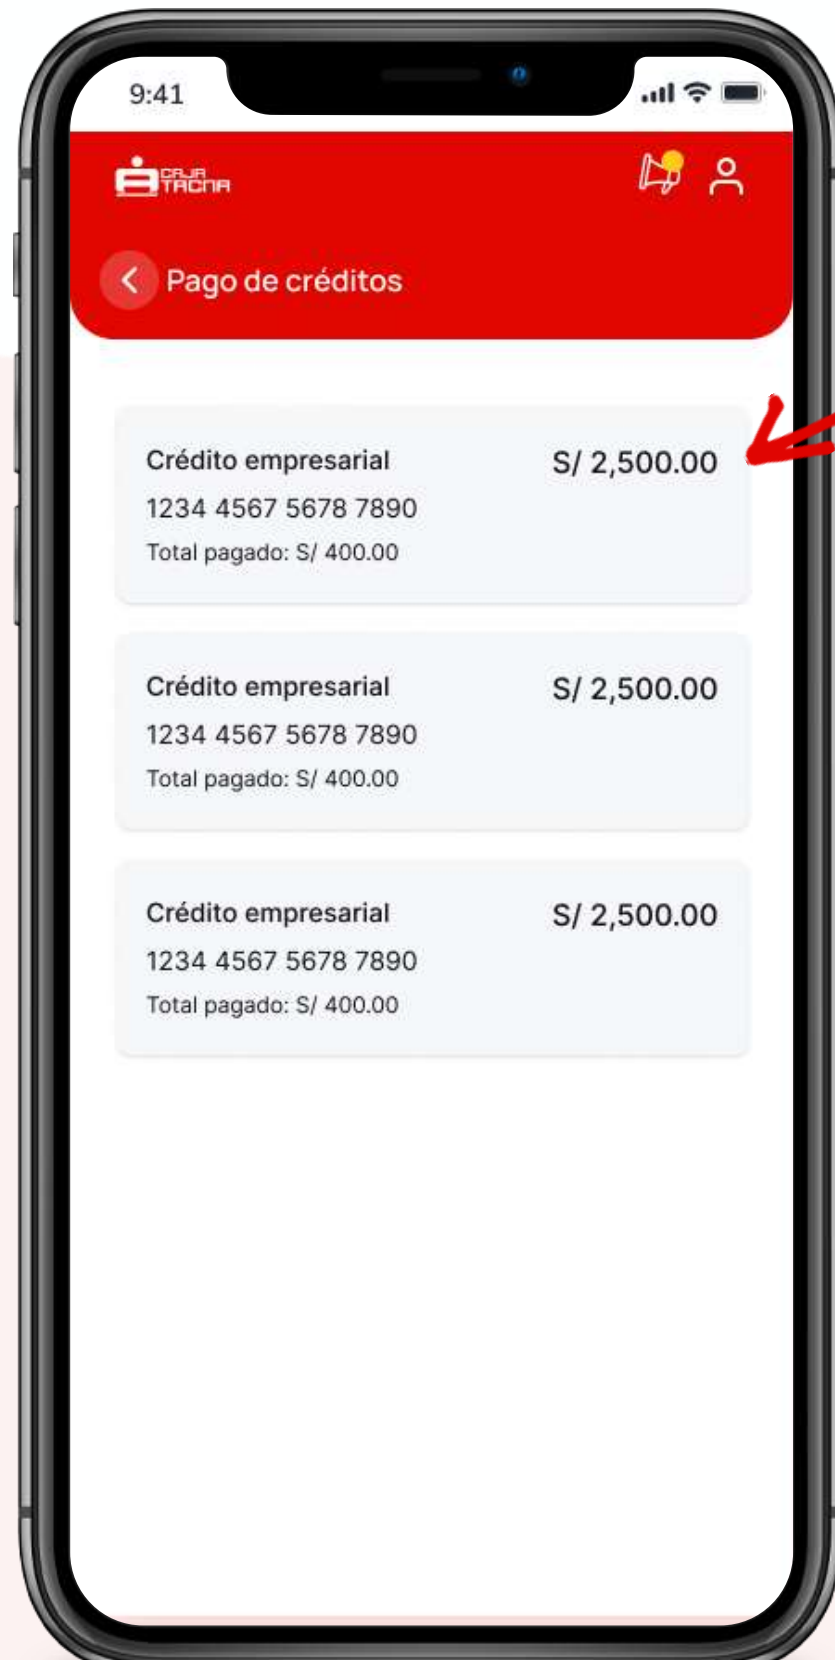 9:41
CAJA
TACNA
Pago de créditos
Crédito empresarial S/ 2,500.00
1234 4567 5678 7890
Total pagado: S/ 400.00
Crédito empresarial S/ 2,500.00
1234 4567 5678 7890
Total pagado: S/ 400.00
Crédito empresarial S/ 2,500.00
1234 4567 5678 7890
Total pagado: S/ 400.00